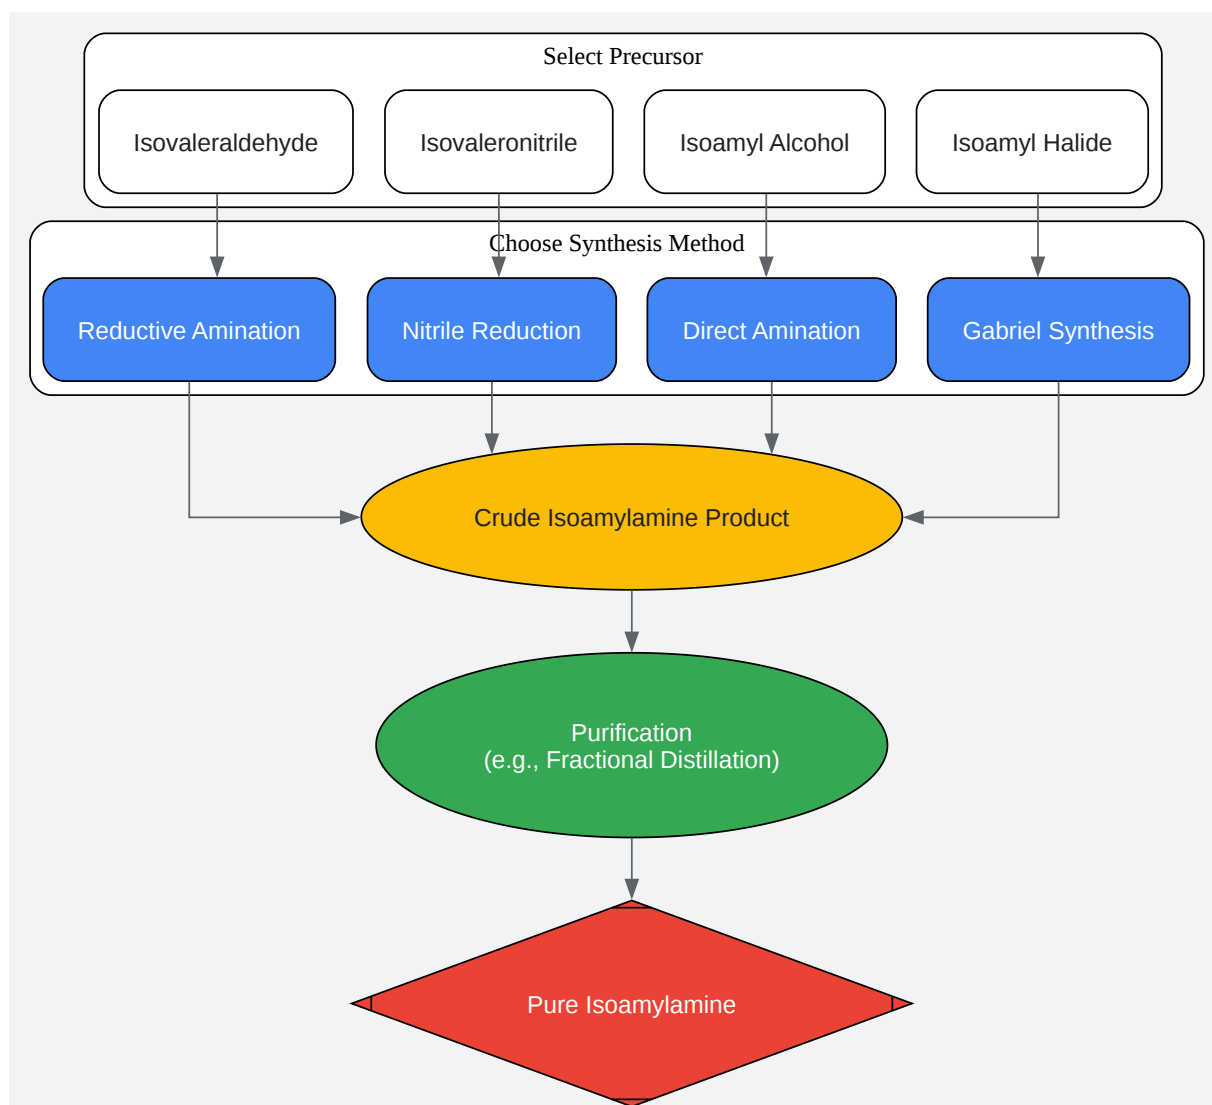 Select Precursor
Isovaleraldehyde
Isovaleronitrile
Isoamyl Alcohol
Isoamyl Halide
Choose Synthesis Method
Reductive Amination
Nitrile Reduction
Direct Amination
Gabriel Synthesis
Crude Isoamylamine Product
Purification
(e.g., Fractional Distillation)
Pure Isoamylamine